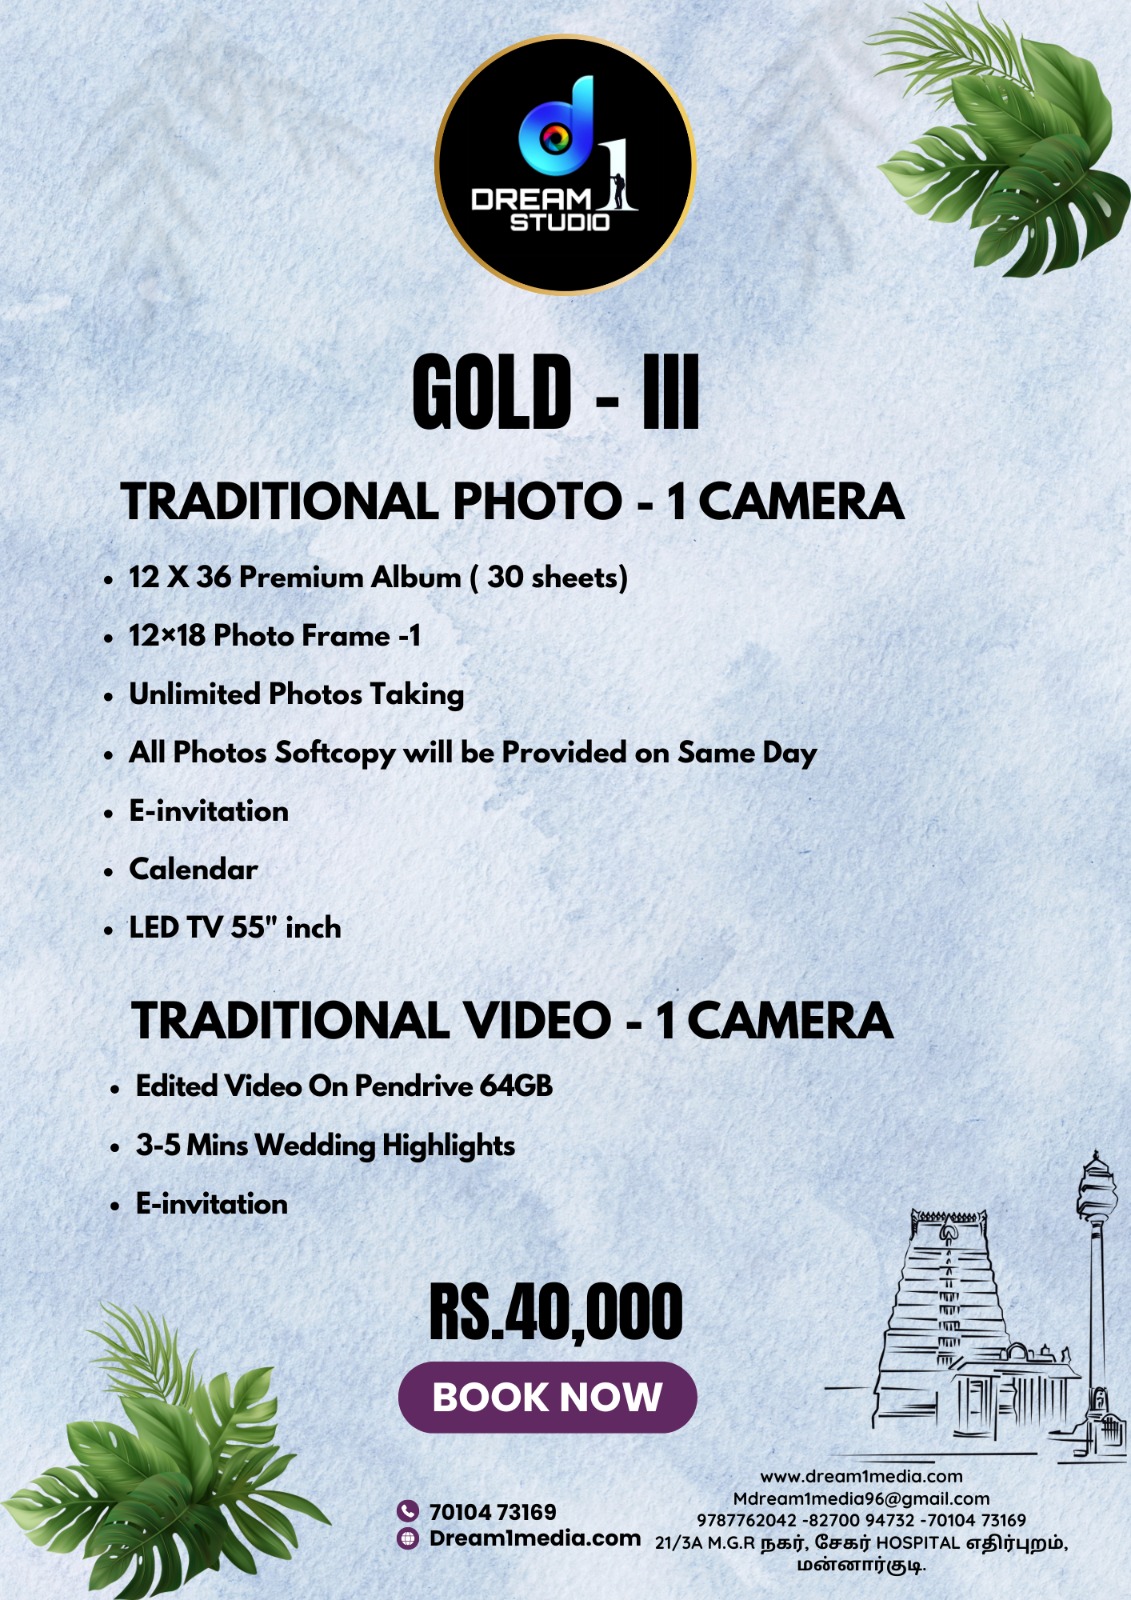 d1
DREAM
STUDIO
GOLD - III
TRADITIONAL PHOTO - 1 CAMERA
• 12 X 36 Premium Album ( 30 sheets)
• 12×18 Photo Frame -1
• Unlimited Photos Taking
• All Photos Softcopy will be Provided on Same Day
• E-invitation
• Calendar
• LED TV 55" inch
TRADITIONAL VIDEO - 1 CAMERA
• Edited Video On Pendrive 64GB
• 3-5 Mins Wedding Highlights
• E-invitation
RS.40,000
BOOK NOW
70104 73169
Dream1media.com
www.dream1media.com
Mdream1media96@gmail.com
9787762042 -82700 94732 -70104 73169
21/3A M.G.R நகர், சேகர் HOSPITAL எதிர்புறம்,
மன்னார்குடி.